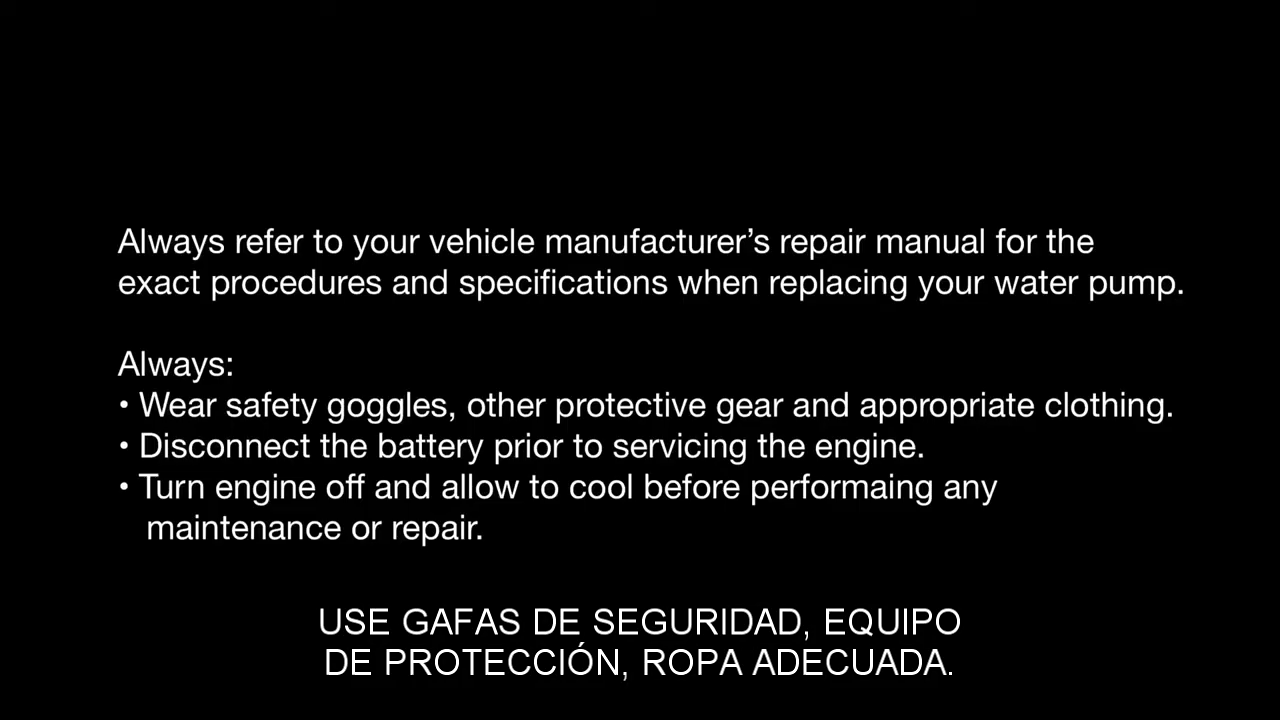 Always refer to your vehicle manufacturer’s repair manual for the
exact procedures and specifications when replacing your water pump.
Always:
• Wear safety goggles, other protective gear and appropriate clothing.
• Disconnect the battery prior to servicing the engine.
• Turn engine off and allow to cool before performaing any
maintenance or repair.
USE GAFAS DE SEGURIDAD, EQUIPO
DE PROTECCIÓN, ROPA ADECUADA.